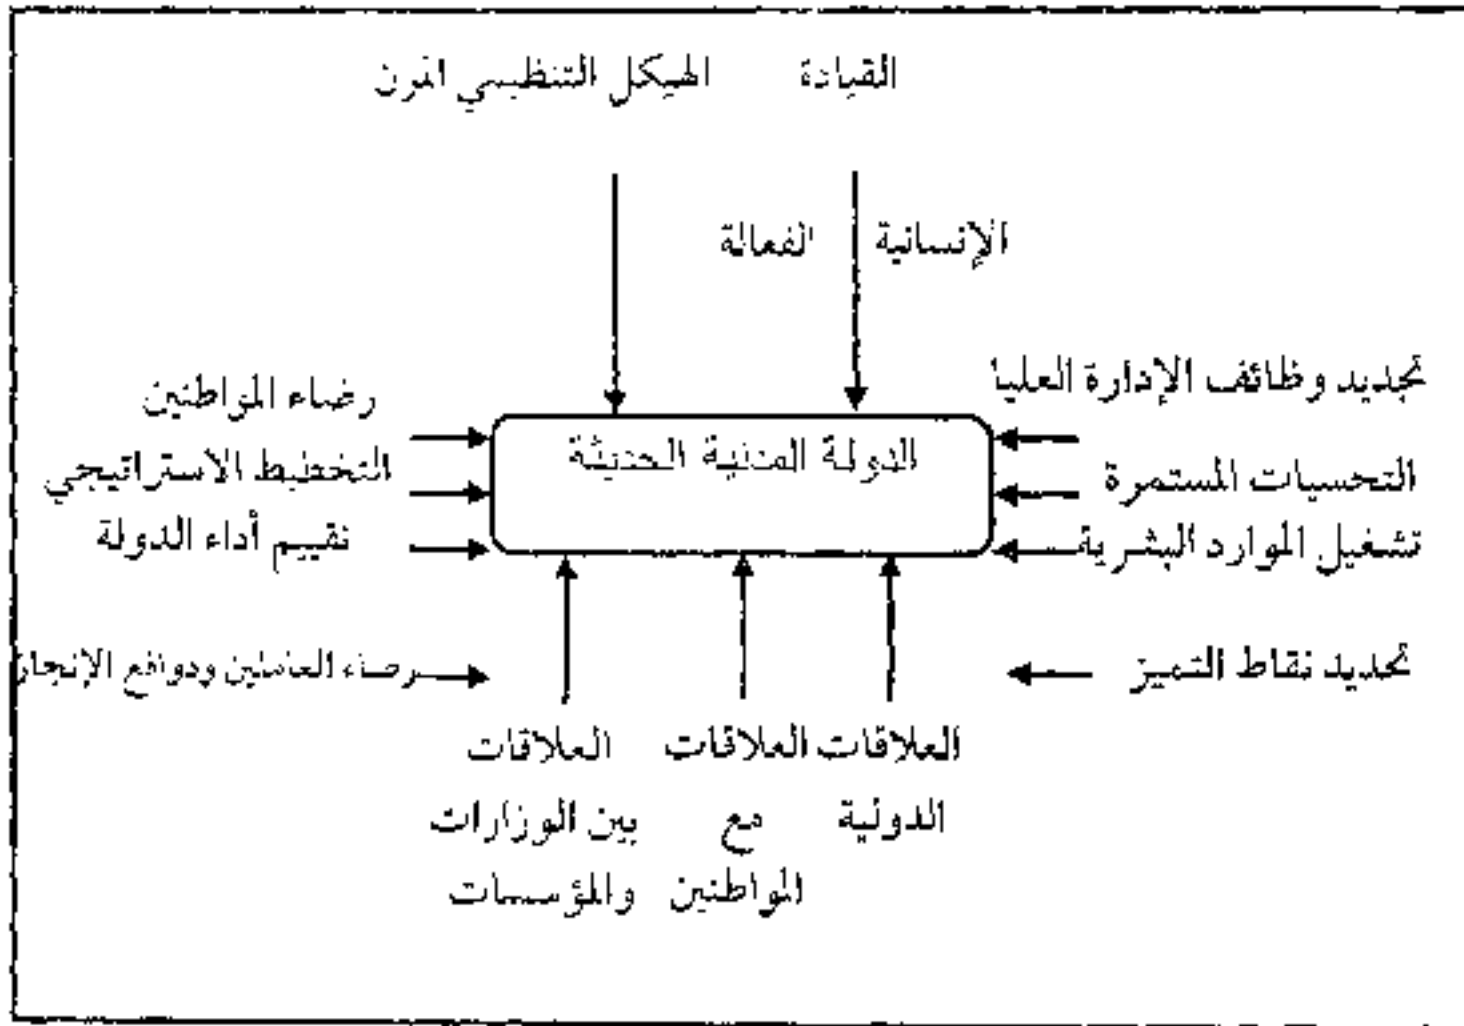 القيادة
الهيكل التنظيمي المرن
الإنسانية الفعالة
تجديد وظائف الإدارة العليا
التحسيات المستمرة
تشغيل الموارد البشرية
تحديد نقاط التميز
الدولة المدنية الحديثة
رضاء المواطنين
التخطيط الاستراتيجي
تقييم أداء الدولة
رضاء العاملين ودوافع الإنجاز
العلاقات
الدولية
العلاقات
مع
المواطنين
العلاقات
بين الوزارات
والمؤسسات